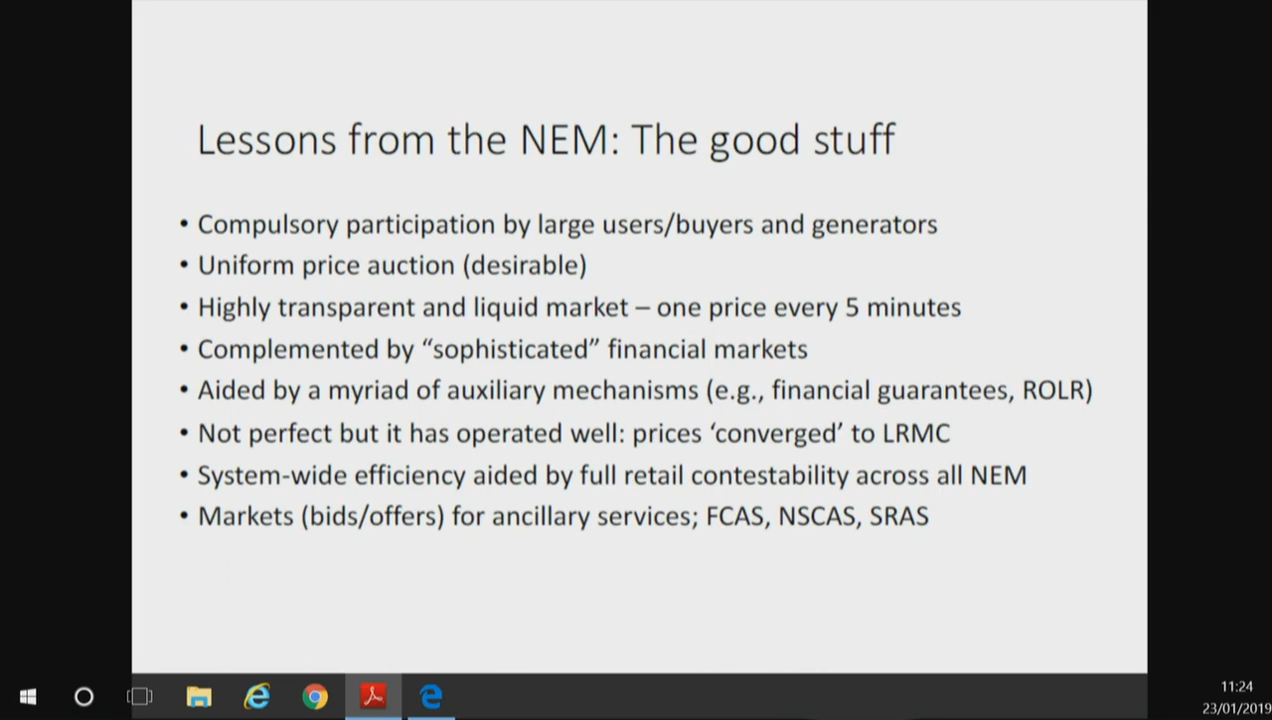 Lessons from the NEM: The good stuff
• Compulsory participation by large users/buyers and generators
• Uniform price auction (desirable)
• Highly transparent and liquid market – one price every 5 minutes
• Complemented by “sophisticated” financial markets
• Aided by a myriad of auxiliary mechanisms (e.g., financial guarantees, ROLR)
• Not perfect but it has operated well: prices ‘converged’ to LRMC
• System-wide efficiency aided by full retail contestability across all NEM
• Markets (bids/offers) for ancillary services; FCAS, NSCAS, SRAS
11:24
23/01/2019